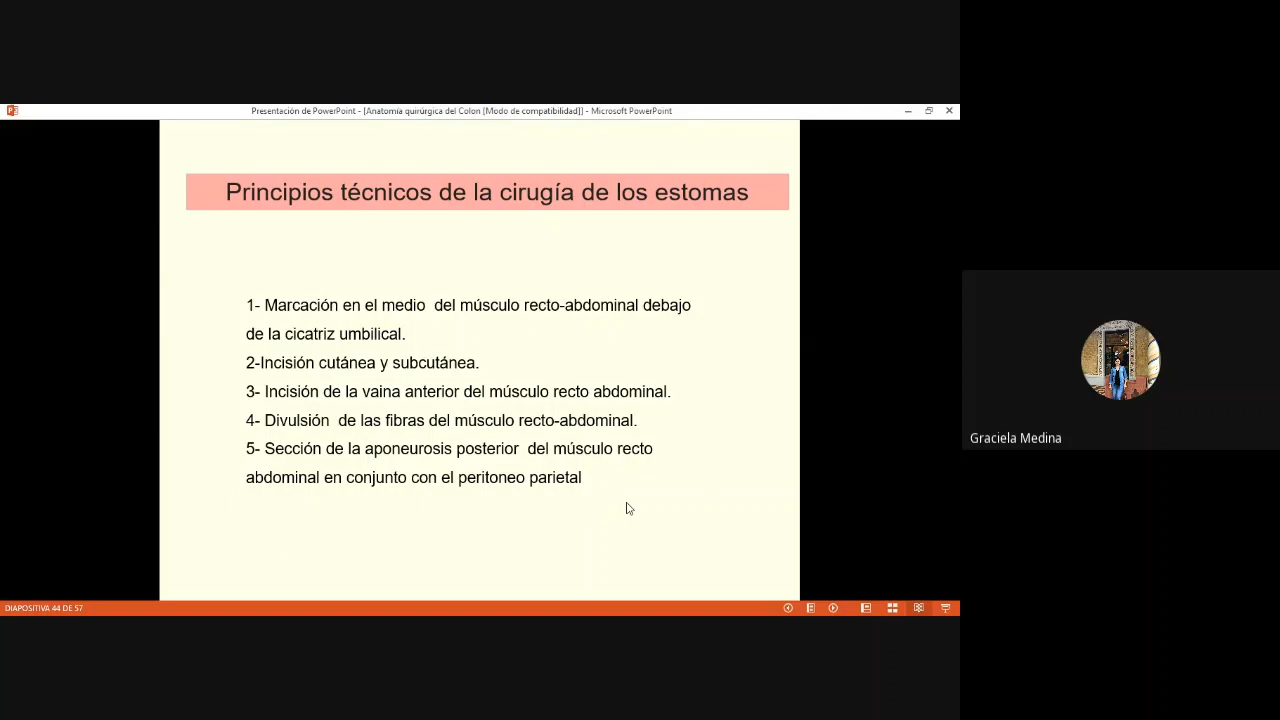 Presentación de PowerPoint - [Anatomía quirúrgica del Colon [Modo de compatibilidad]] - Microsoft PowerPoint
Principios técnicos de la cirugía de los estomas
1- Marcación en el medio del músculo recto-abdominal debajo
de la cicatriz umbilical.
2-Incisión cutánea y subcutánea.
3- Incisión de la vaina anterior del músculo recto abdominal.
4- Divulsión de las fibras del músculo recto-abdominal.
5- Sección de la aponeurosis posterior del músculo recto
abdominal en conjunto con el peritoneo parietal
Graciela Medina
DIAPOSITIVA 44 DE 57